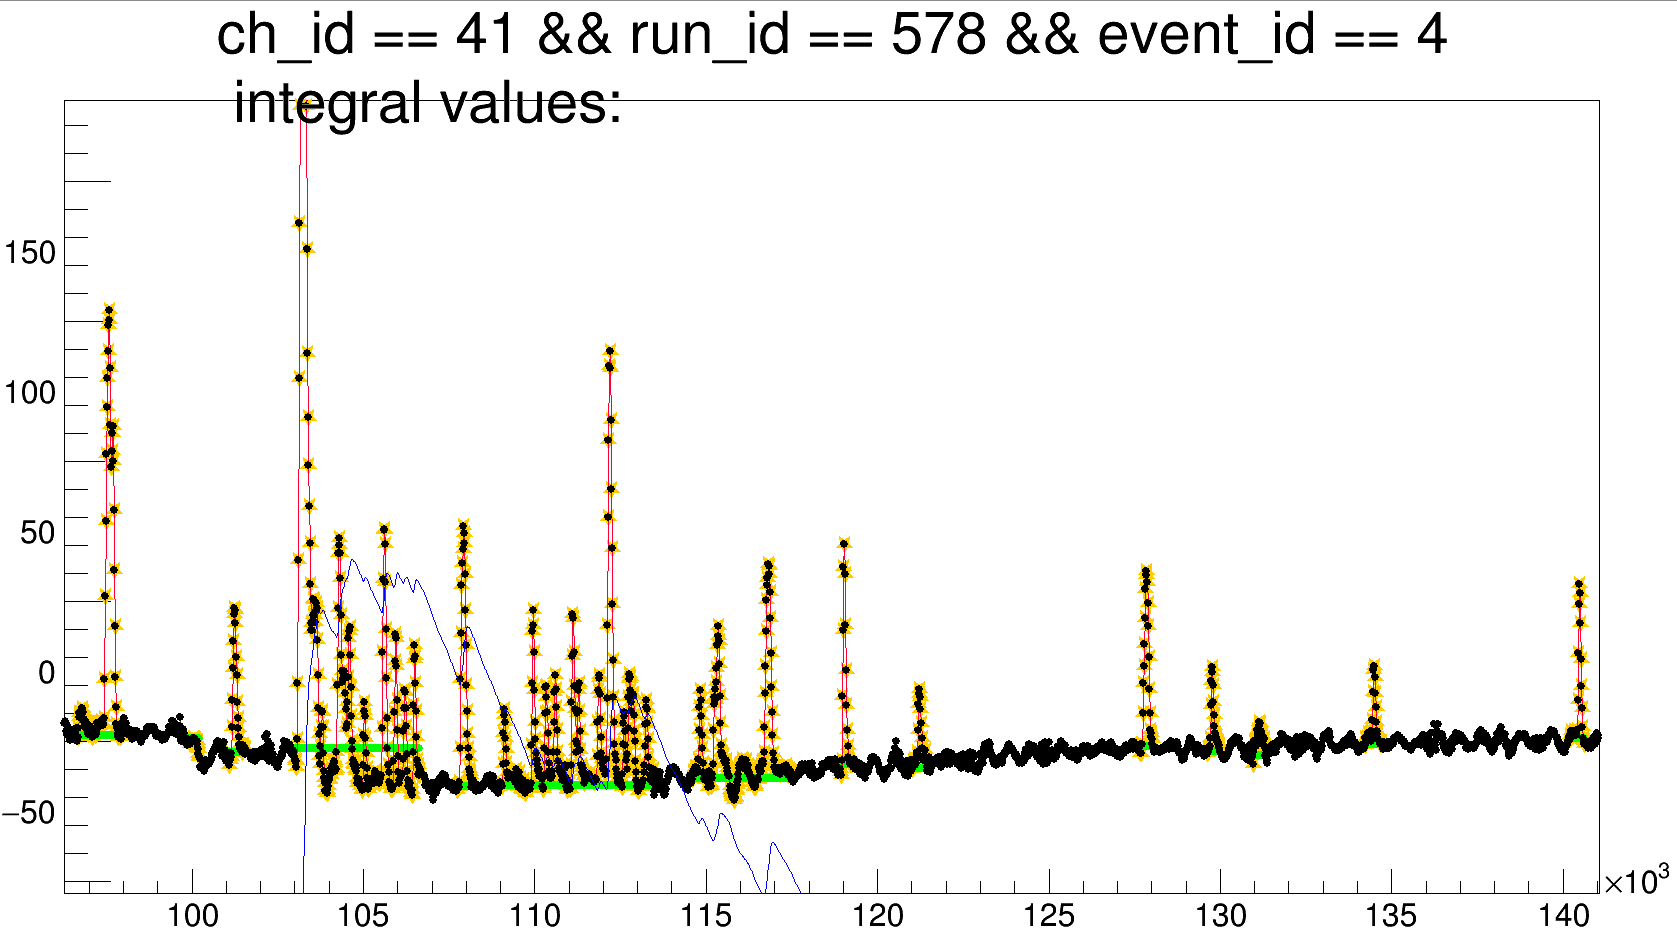 ch_id == 41 && run_id == 578 && event_id == 4
integral values:
150
100
50
0
−50
100 105 110 115 120 125 130 135 140
×10³